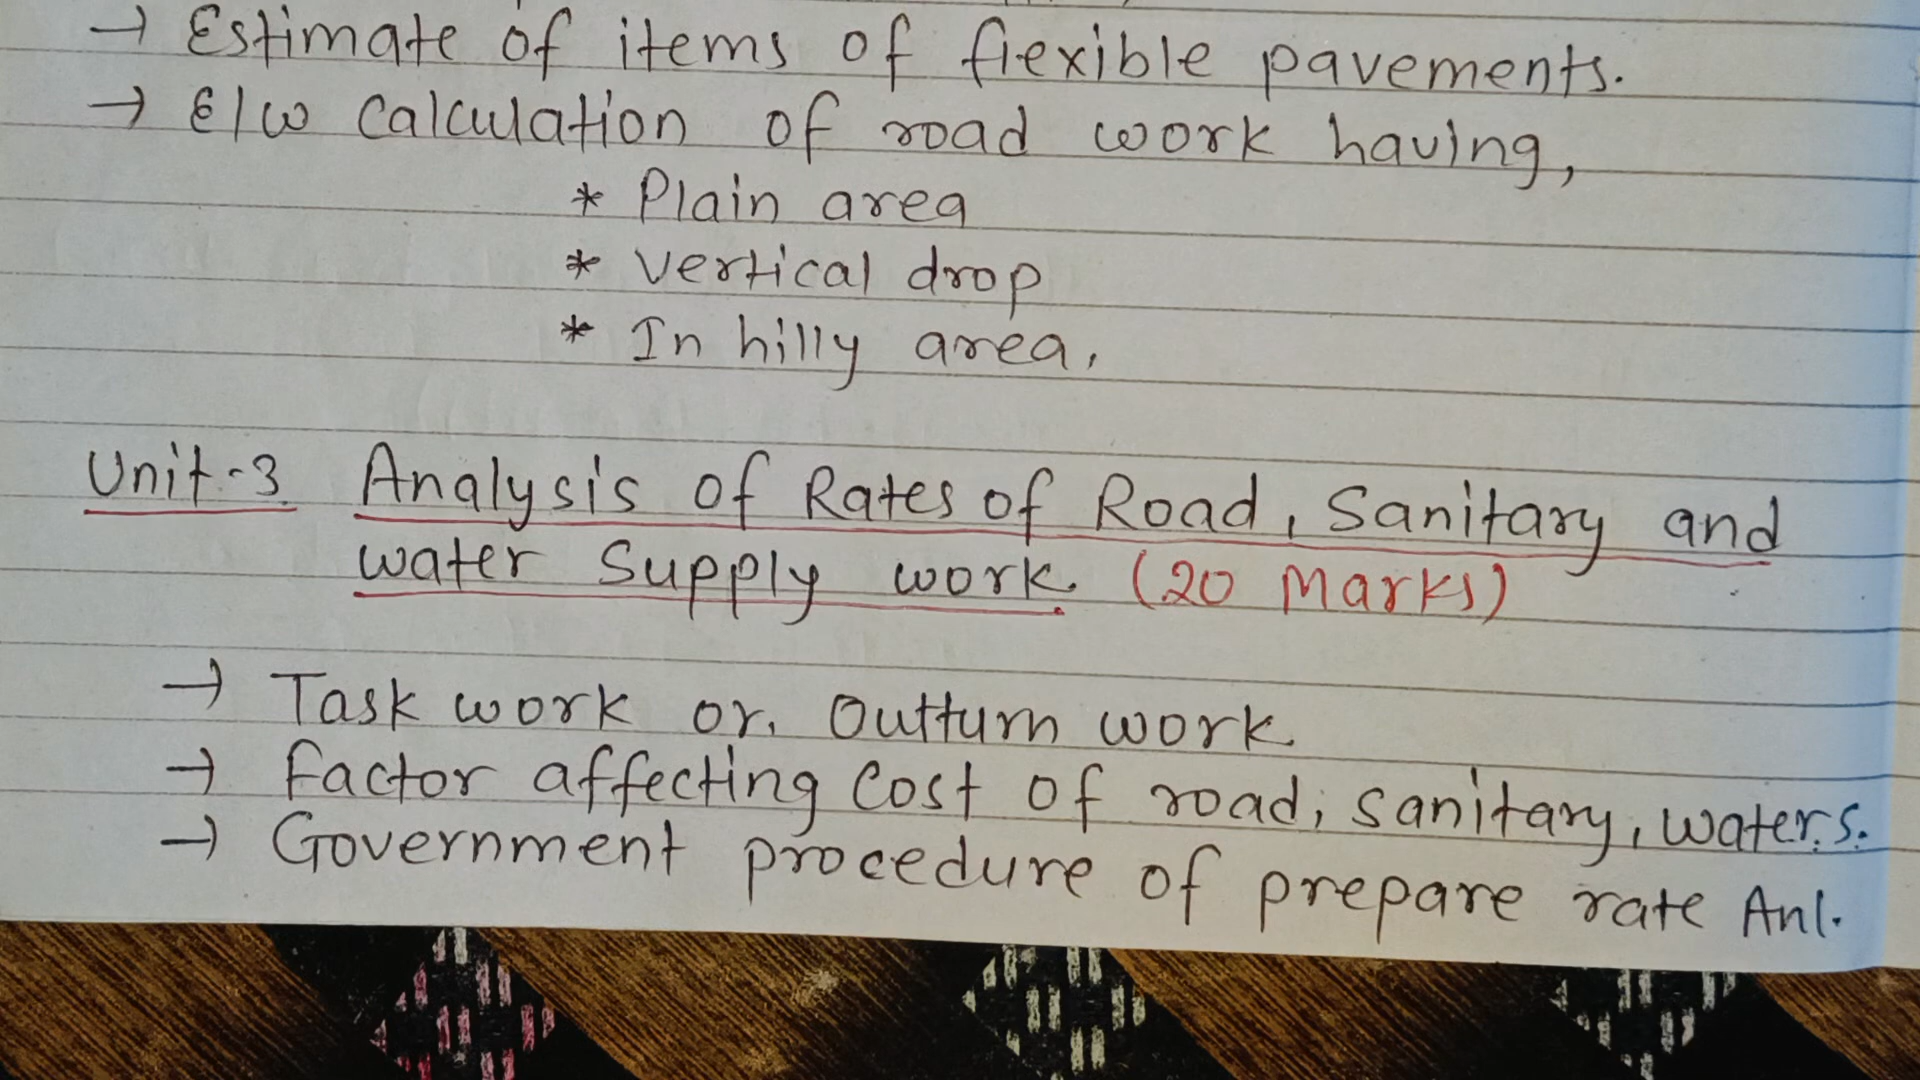 → Estimate of items of flexible pavements.
→ E/w Calculation of road work having,
* Plain area
* Vertical drop
* In hilly area.
Unit-3 Analysis of Rates of Road, Sanitary and
water Supply work. (20 Marks)
→ Task work or. Outturn work.
→ Factor affecting Cost of road, sanitary, water.s.
→ Government procedure of prepare rate Anl.